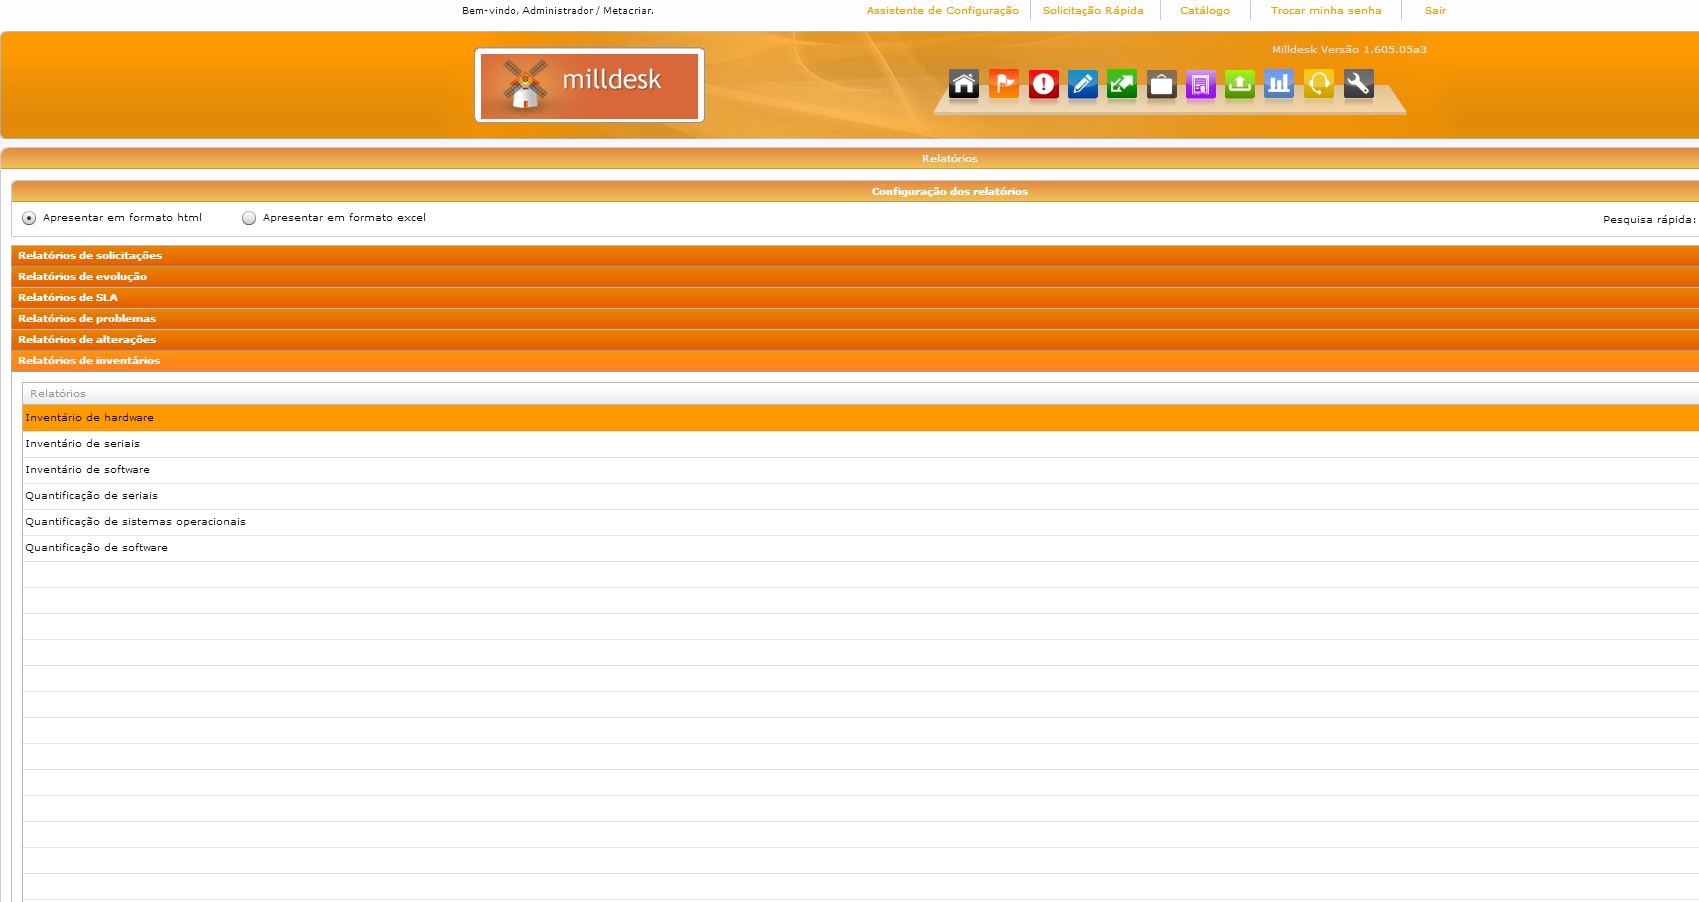 Bem-vindo, Administrador / Metacriar.
Assistente de Configuração
Solicitação Rápida
Catálogo
Trocar minha senha
Sair
milldesk
Milldesk Versão 1.605.05a3
Relatórios
Configuração dos relatórios
Apresentar em formato html
Apresentar em formato excel
Pesquisa rápida:
Relatórios de solicitações
Relatórios de evolução
Relatórios de SLA
Relatórios de problemas
Relatórios de alterações
Relatórios de inventários
Relatórios
Inventário de hardware
Inventário de seriais
Inventário de software
Quantificação de seriais
Quantificação de sistemas operacionais
Quantificação de software